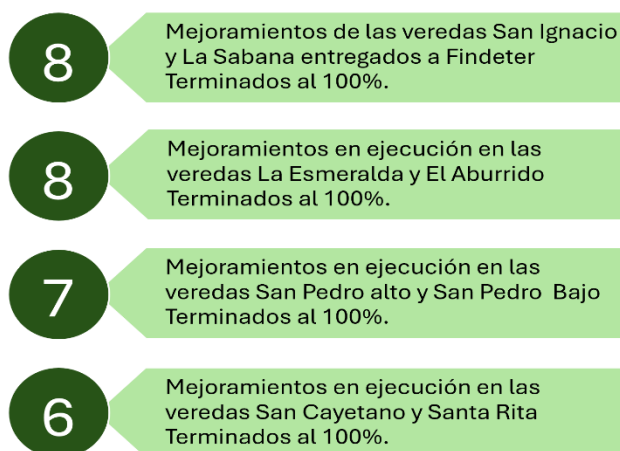 8
Mejoramientos de las veredas San Ignacio
y La Sabana entregados a Findeter
Terminados al 100%.
8
Mejoramientos en ejecución en las
veredas La Esmeralda y El Aburrido
Terminados al 100%.
7
Mejoramientos en ejecución en las
veredas San Pedro alto y San Pedro Bajo
Terminados al 100%.
6
Mejoramientos en ejecución en las
veredas San Cayetano y Santa Rita
Terminados al 100%.